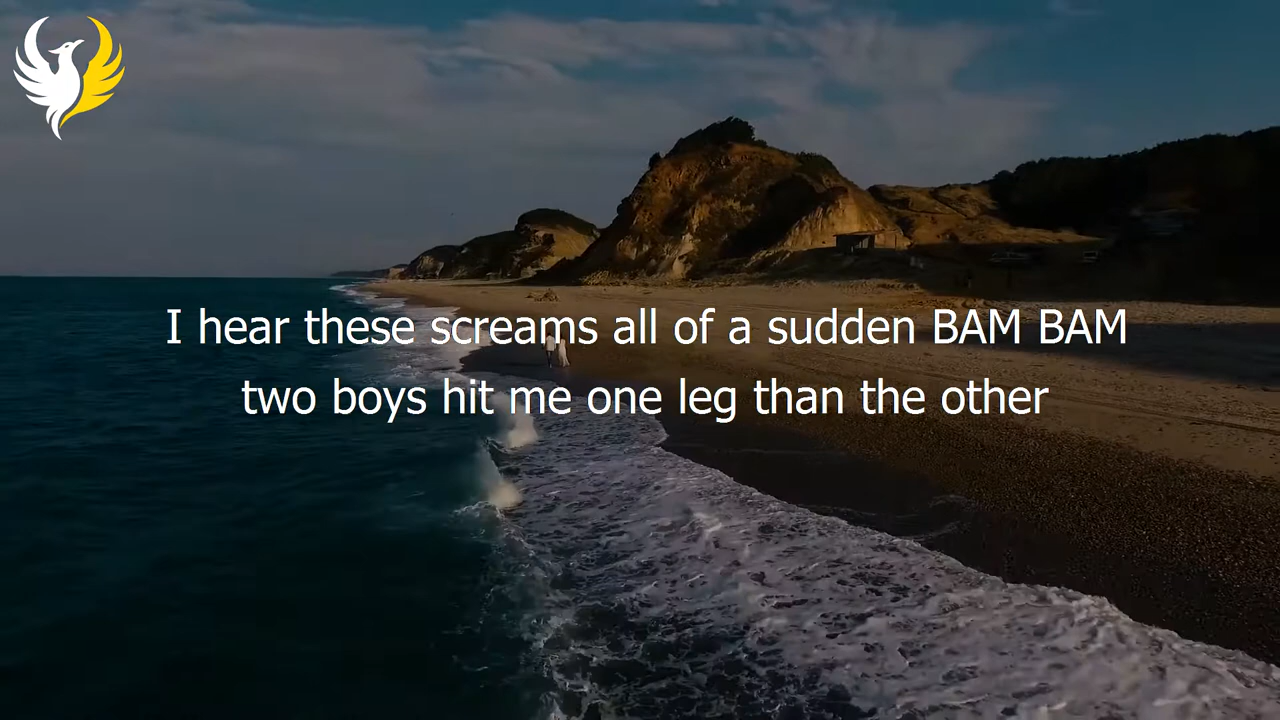 I hear these screams all of a sudden BAM BAM
two boys hit me one leg than the other